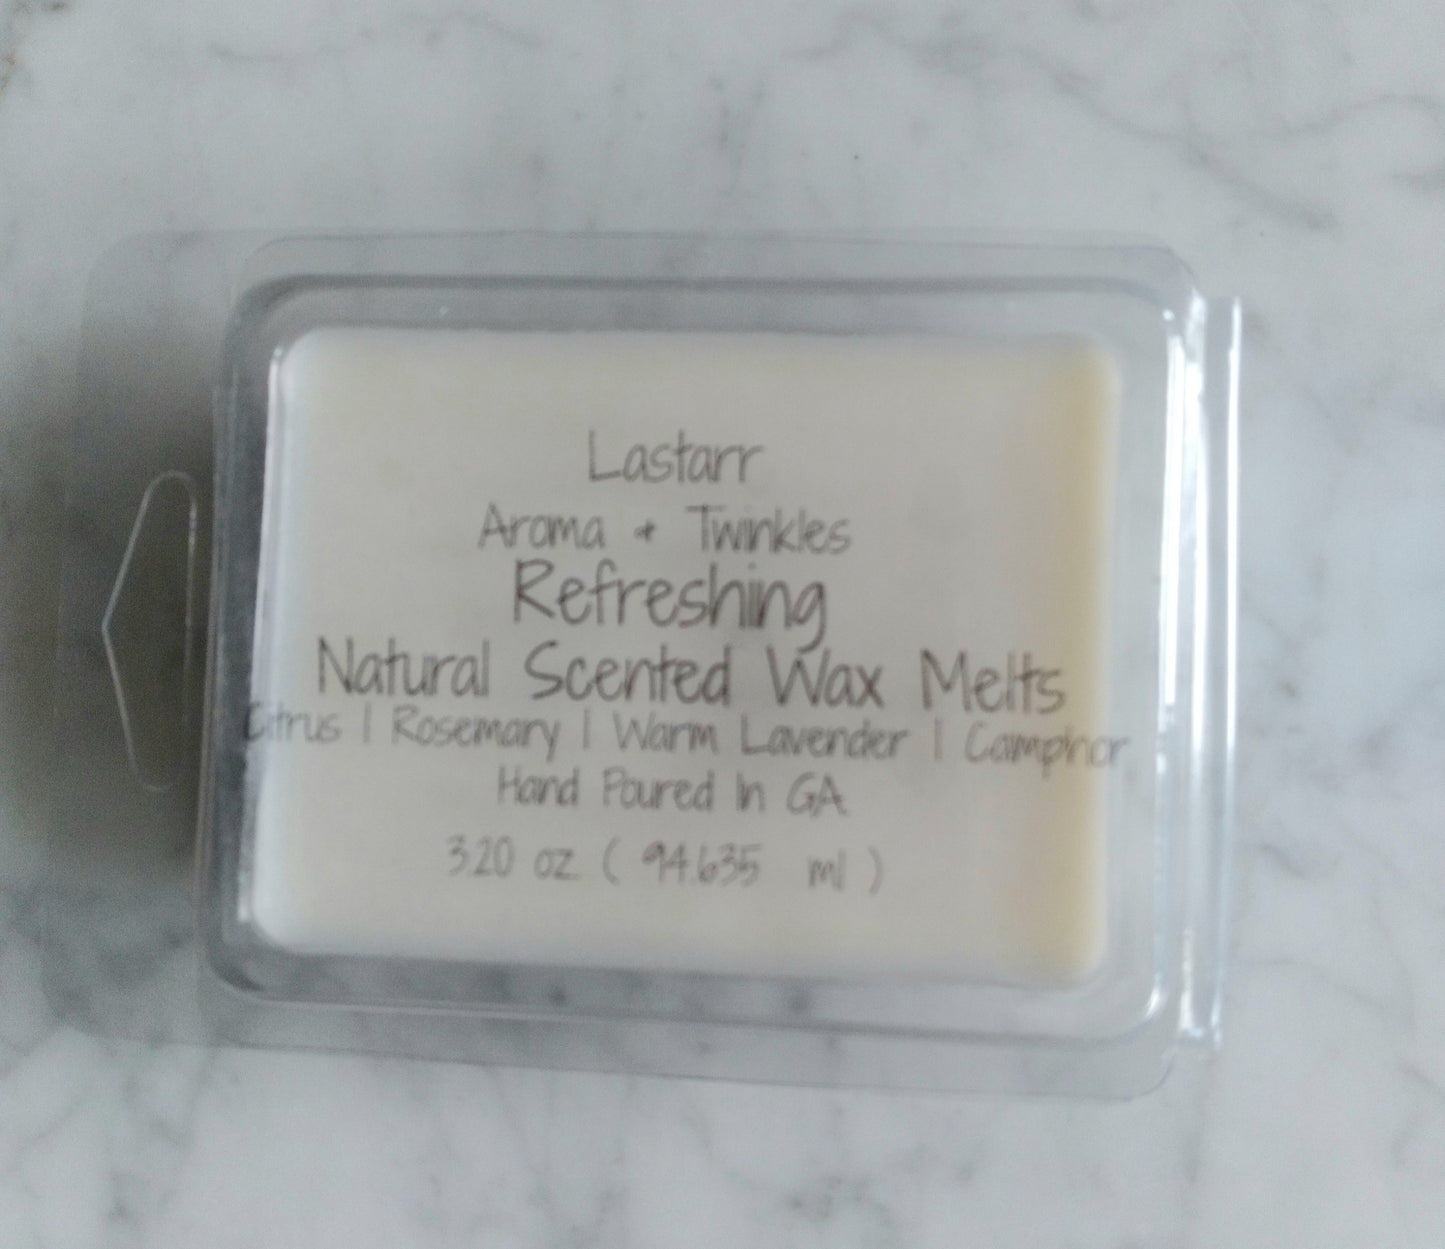 Lastarr
Aroma + Twinkles
Refreshing
Natural Scented Wax Melts
Citrus | Rosemary | Warm Lavender | Camphor
Hand Poured In GA
3.20 oz ( 94.635 ml )